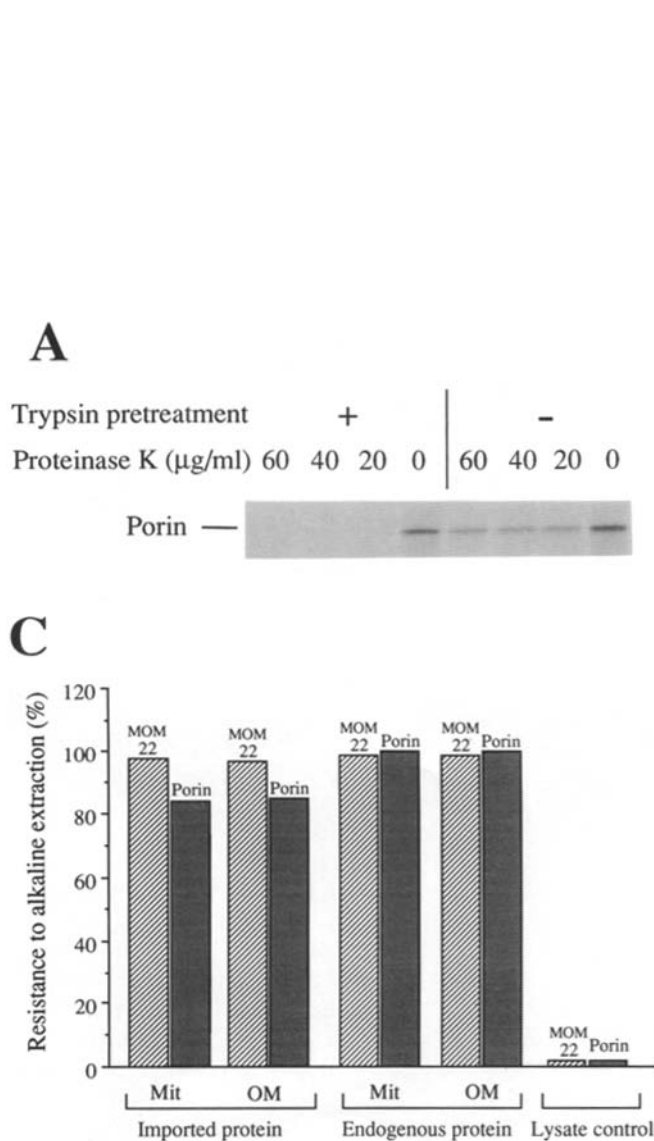 A
Trypsin pretreatment + -
Proteinase K (µg/ml) 60 40 20 0 60 40 20 0
Porin
C
Resistance to alkaline extraction (%)
120
100
80
60
40
20
0
MOM
22
Porin
MOM
22
Porin
MOM
22
Porin
MOM
22
Porin
MOM
22
Porin
Mit OM Mit OM
Imported protein Endogenous protein Lysate control